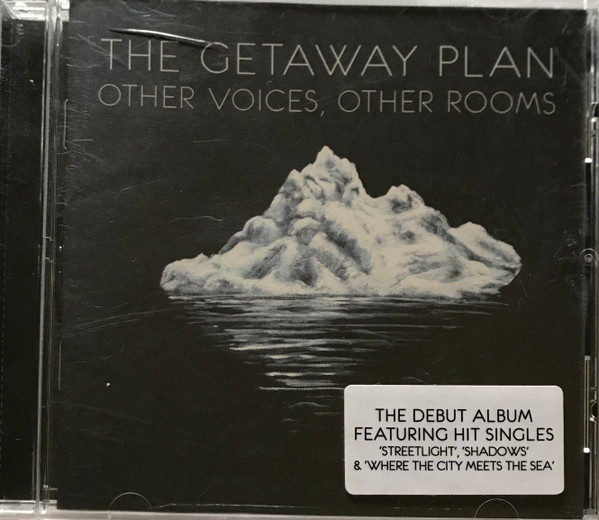 THE GETAWAY PLAN
OTHER VOICES, OTHER ROOMS
THE DEBUT ALBUM
FEATURING HIT SINGLES
'STREETLIGHT', 'SHADOWS'
& 'WHERE THE CITY MEETS THE SEA'